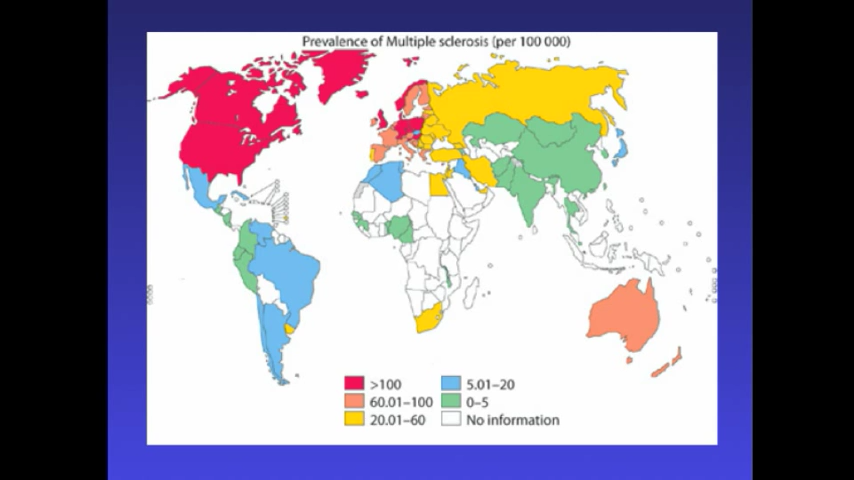 Prevalence of Multiple sclerosis (per 100 000)
>100
60.01–100
20.01–60
5.01–20
0–5
No information